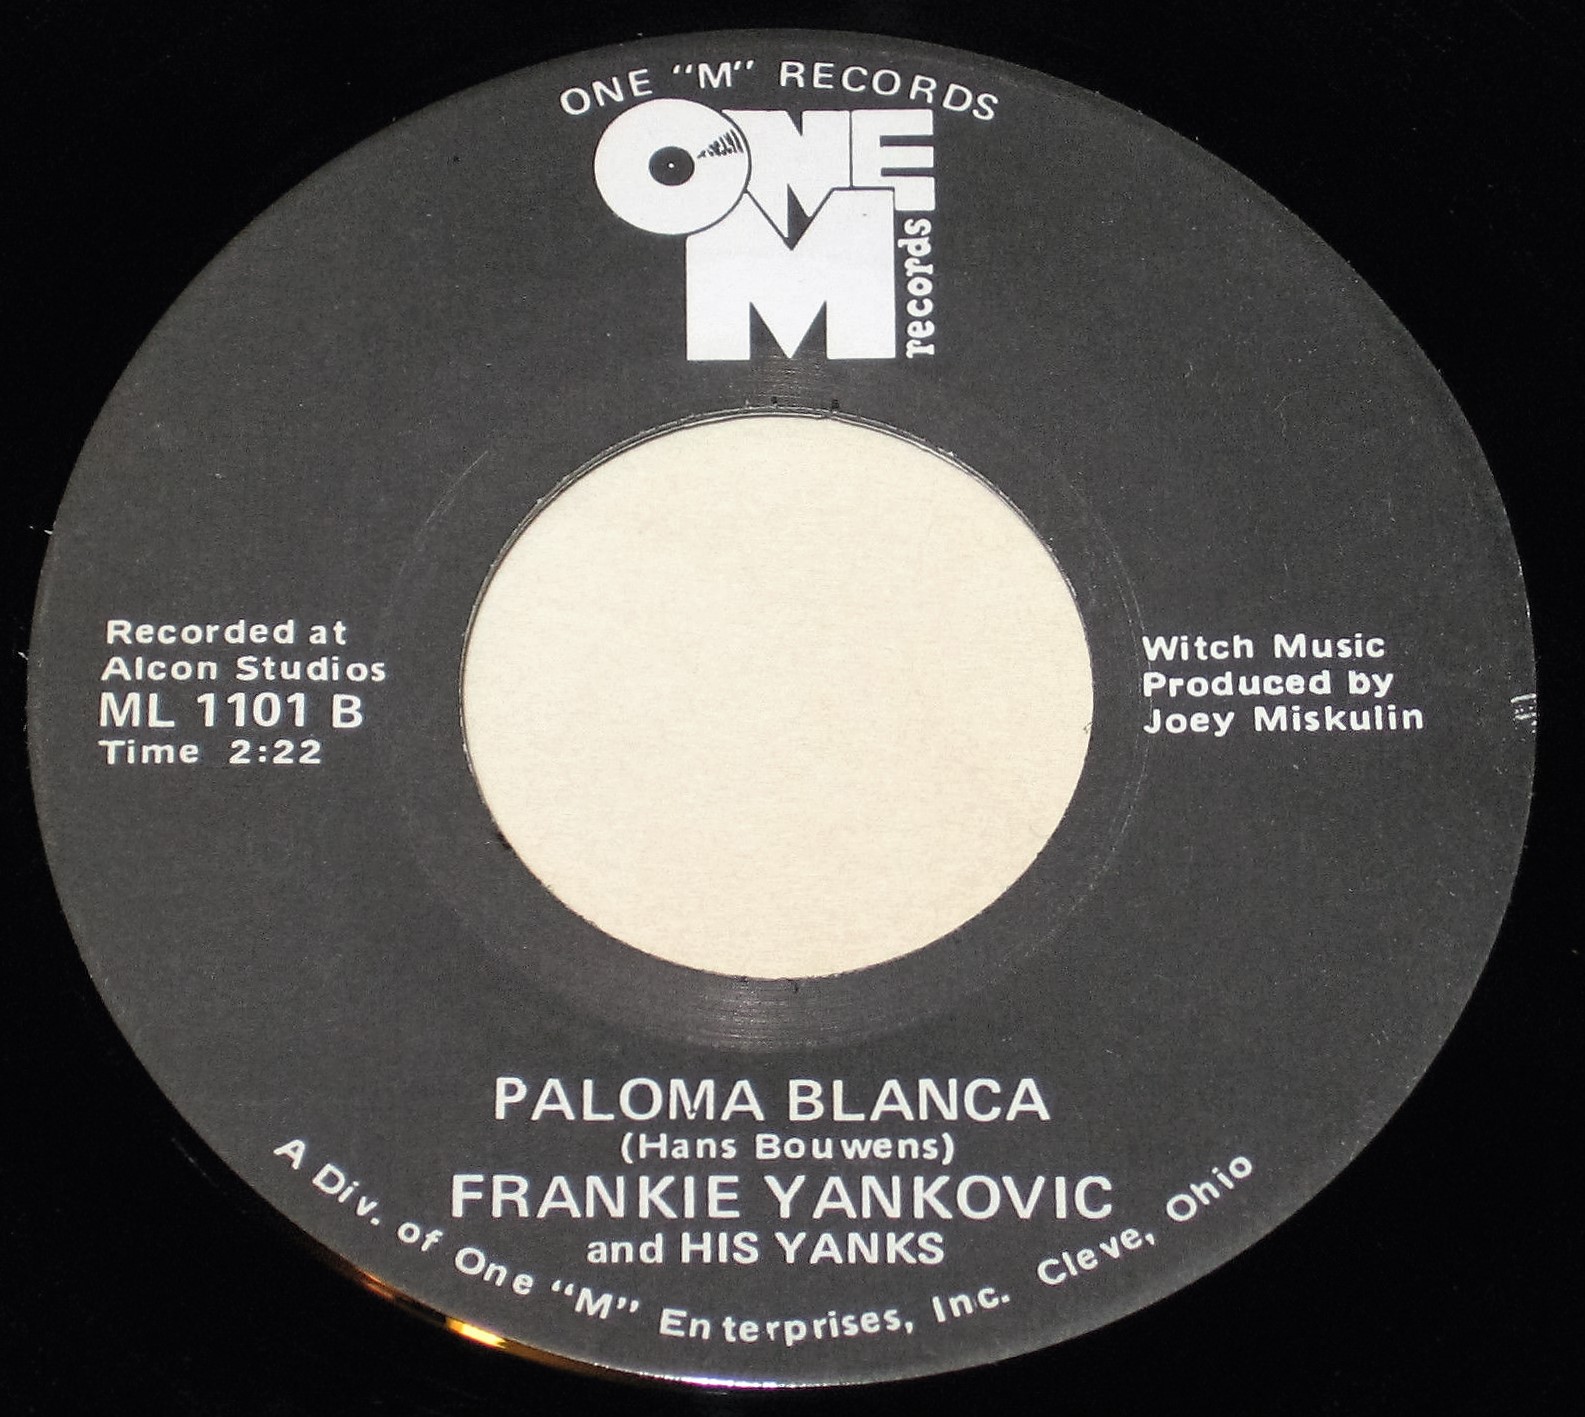 ONE "M" RECORDS
ONE
M
records
Recorded at
Alcon Studios
ML 1101 B
Time 2:22
Witch Music
Produced by
Joey Miskulin
PALOMA BLANCA
(Hans Bouwens)
FRANKIE YANKOVIC
and HIS YANKS
A Div. of One "M" Enterprises, Inc. Cleve, Ohio